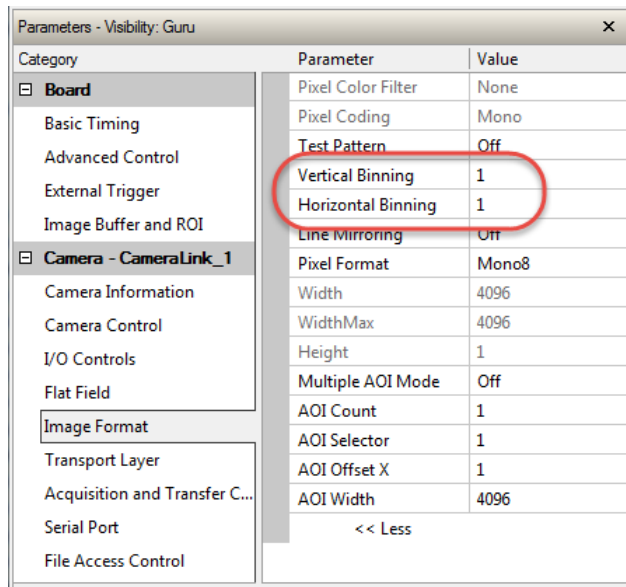 Parameters - Visibility: Guru ×
Category
Board
Basic Timing
Advanced Control
External Trigger
Image Buffer and ROI
Camera - CameraLink_1
Camera Information
Camera Control
I/O Controls
Flat Field
Image Format
Transport Layer
Acquisition and Transfer C...
Serial Port
File Access Control
Parameter Value
Pixel Color Filter None
Pixel Coding Mono
Test Pattern Off
Vertical Binning 1
Horizontal Binning 1
Line Mirroring Off
Pixel Format Mono8
Width 4096
WidthMax 4096
Height 1
Multiple AOI Mode Off
AOI Count 1
AOI Selector 1
AOI Offset X 1
AOI Width 4096
<< Less